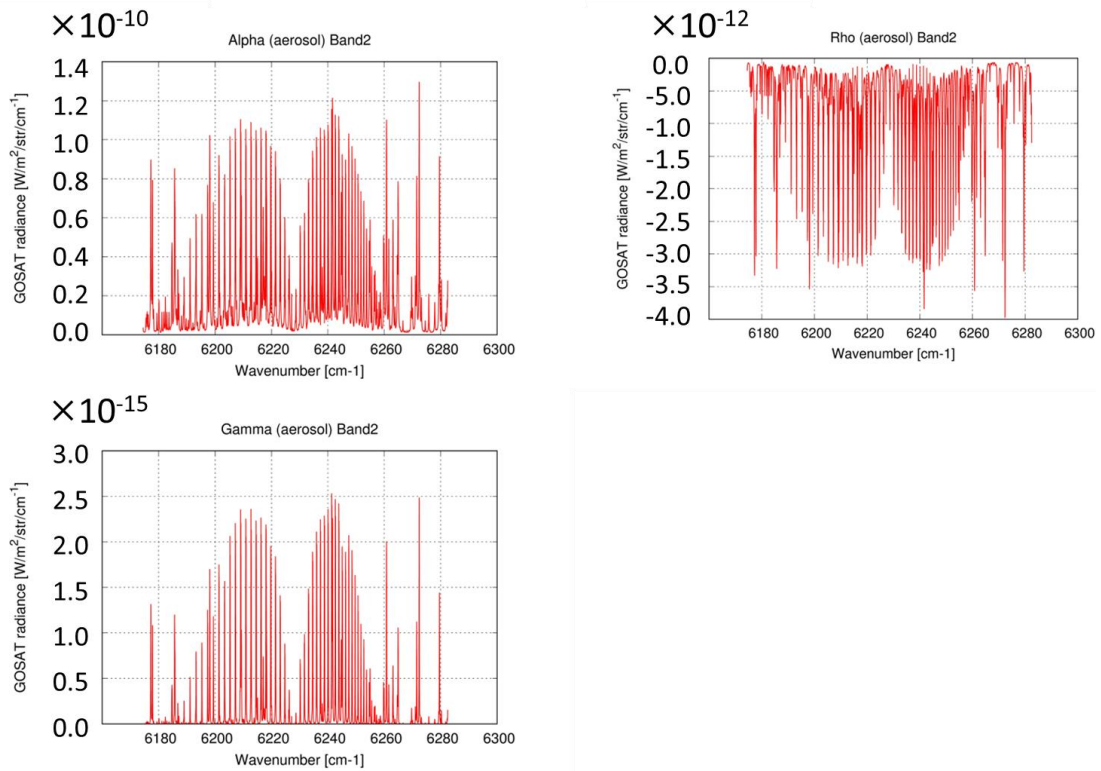 ×10-10
Alpha (aerosol) Band2
GOSAT radiance [W/m²/str/cm-1]
1.4
1.2
1.0
0.8
0.6
0.4
0.2
0.0
6180 6200 6220 6240 6260 6280 6300
Wavenumber [cm-1]
×10-12
Rho (aerosol) Band2
GOSAT radiance [W/m²/str/cm-1]
0.0
-5.0
-1.0
-1.5
-2.0
-2.5
-3.0
-3.5
-4.0
6180 6200 6220 6240 6260 6280 6300
Wavenumber [cm-1]
×10-15
Gamma (aerosol) Band2
GOSAT radiance [W/m²/str/cm-1]
3.0
2.5
2.0
1.5
1.0
0.5
0.0
6180 6200 6220 6240 6260 6280 6300
Wavenumber [cm-1]